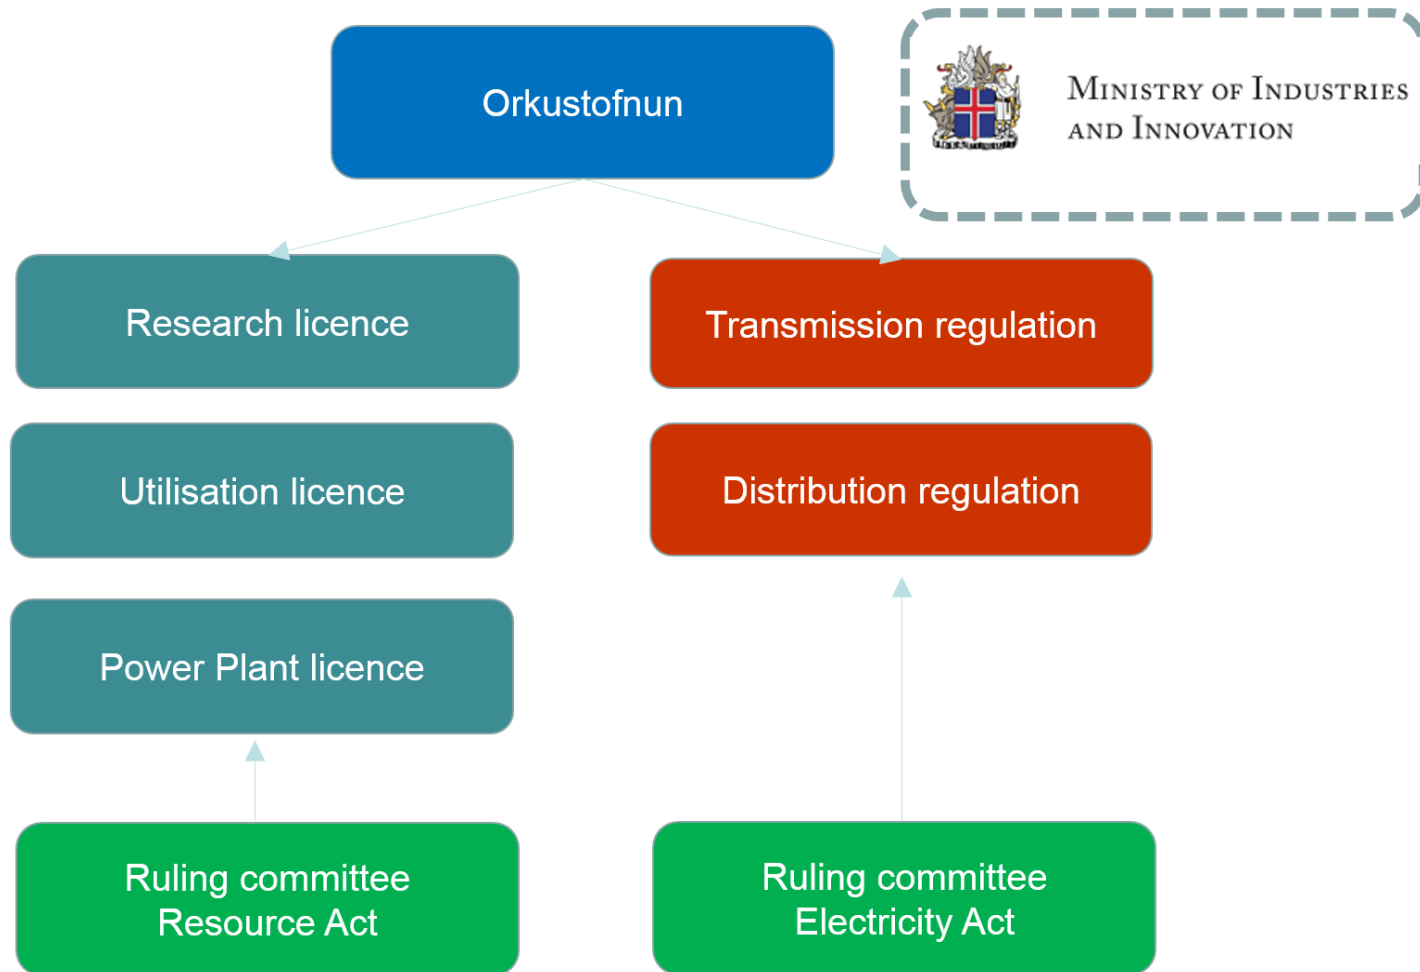 Orkustofnun
MINISTRY OF INDUSTRIES
AND INNOVATION
Research licence
Transmission regulation
Utilisation licence
Distribution regulation
Power Plant licence
Ruling committee
Resource Act
Ruling committee
Electricity Act